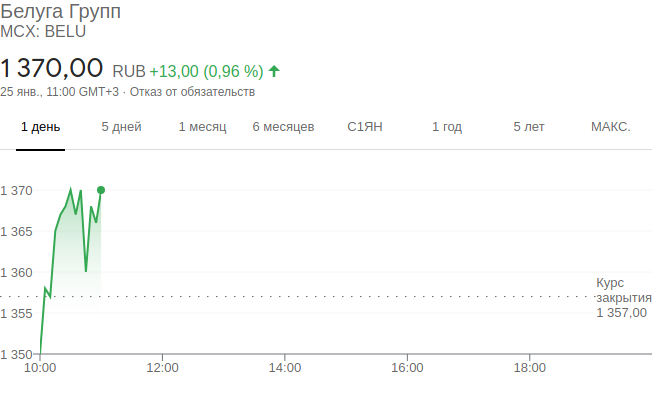 Белуга Групп
MCX: BELU
1 370,00 RUB +13,00 (0,96 %)
25 янв., 11:00 GMT+3 · Отказ от обязательств
1 день 5 дней 1 месяц 6 месяцев С1ЯН 1 год 5 лет МАКС.
1 370
1 365
1 360
Курс
закрытия
1 357,00
1 355
1 350
10:00 12:00 14:00 16:00 18:00